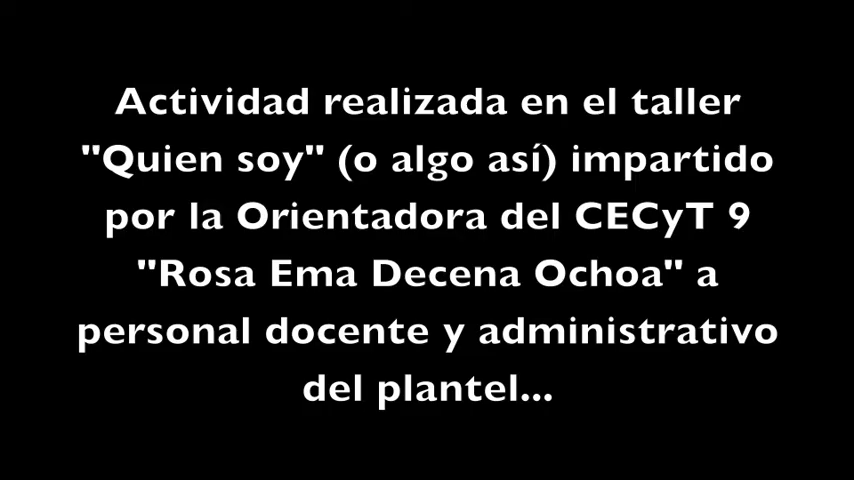 Actividad realizada en el taller
"Quien soy" (o algo así) impartido
por la Orientadora del CECyT 9
"Rosa Ema Decena Ochoa" a
personal docente y administrativo
del plantel...